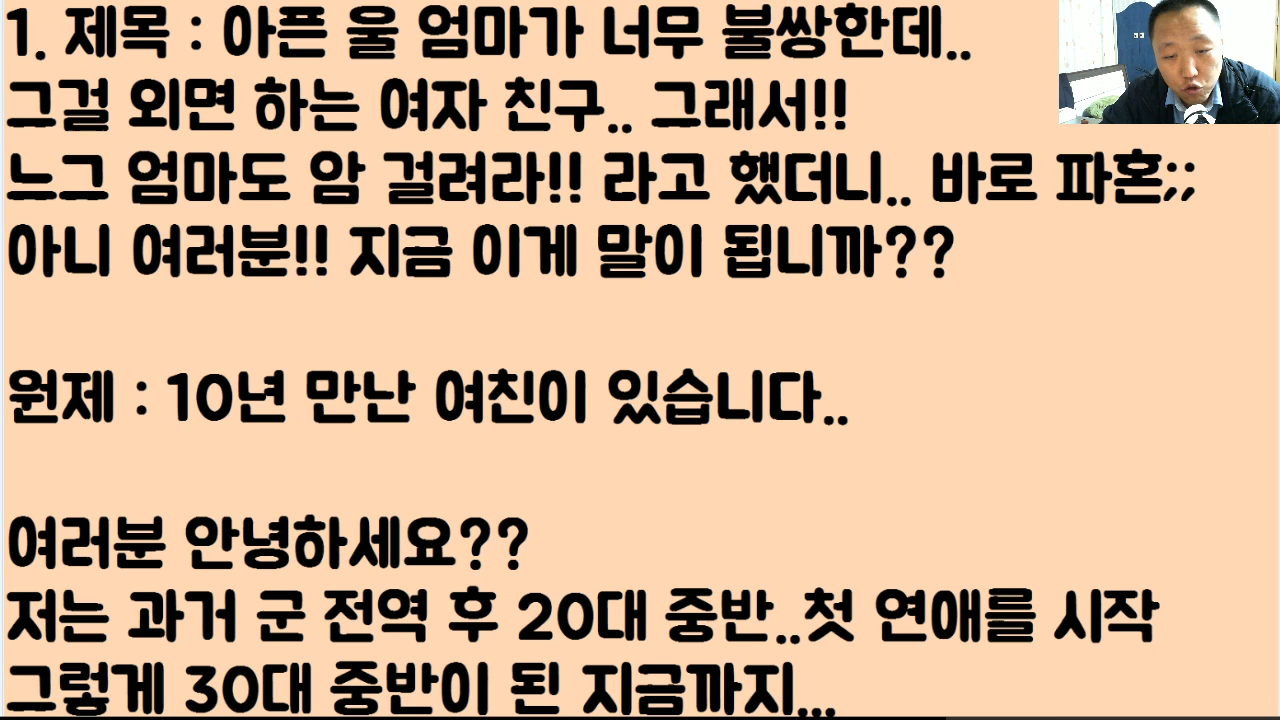 1. 제목 : 아픈 울 엄마가 너무 불쌍한데..
그걸 외면 하는 여자 친구.. 그래서!!
느그 엄마도 암 걸려라!! 라고 했더니.. 바로 파혼;;
아니 여러분!! 지금 이게 말이 됩니까??
원제 : 10년 만난 여친이 있습니다..
여러분 안녕하세요??
저는 과거 군 전역 후 20대 중반..첫 연애를 시작
그렇게 30대 중반이 된 지금까지...